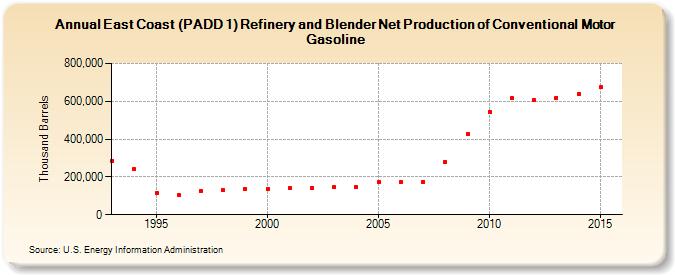 Annual East Coast (PADD 1) Refinery and Blender Net Production of Conventional Motor
Gasoline
Thousand Barrels
800,000
600,000
400,000
200,000
0
1995 2000 2005 2010 2015
Source: U.S. Energy Information Administration